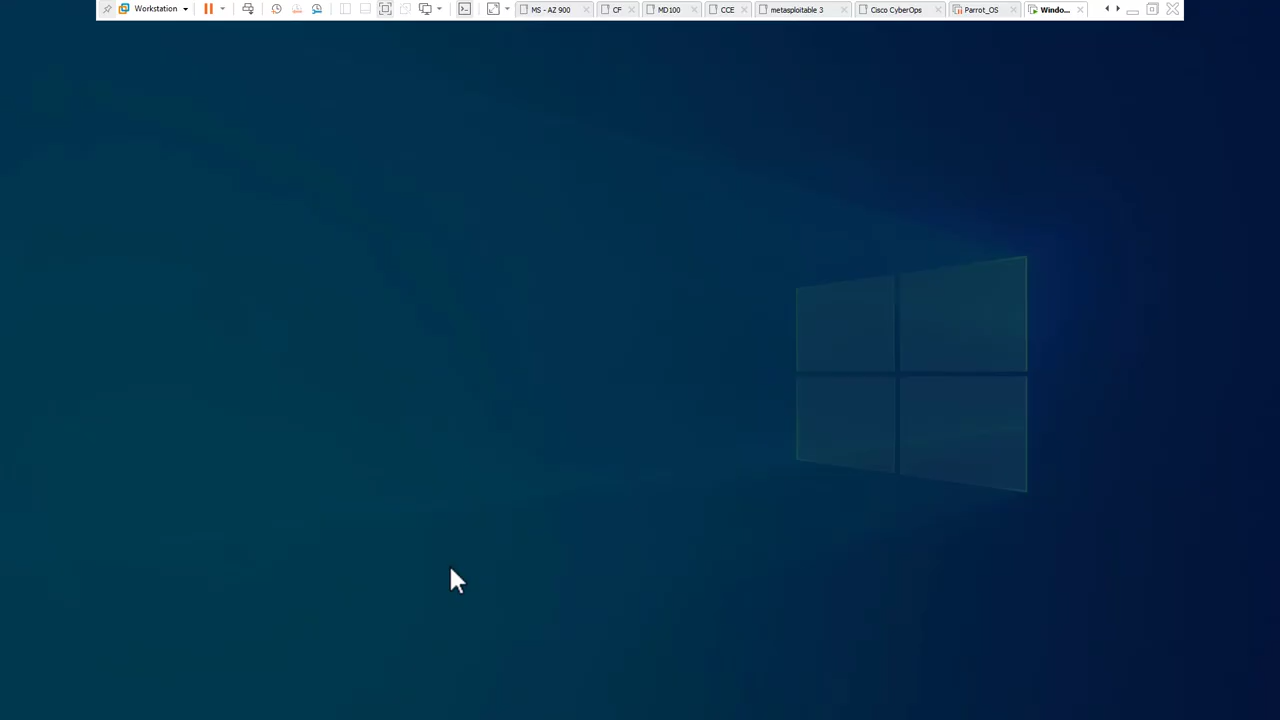 Workstation MS - AZ 900 CF MD100 CCE metasploitable 3 Cisco CyberOps Parrot_OS Windo...